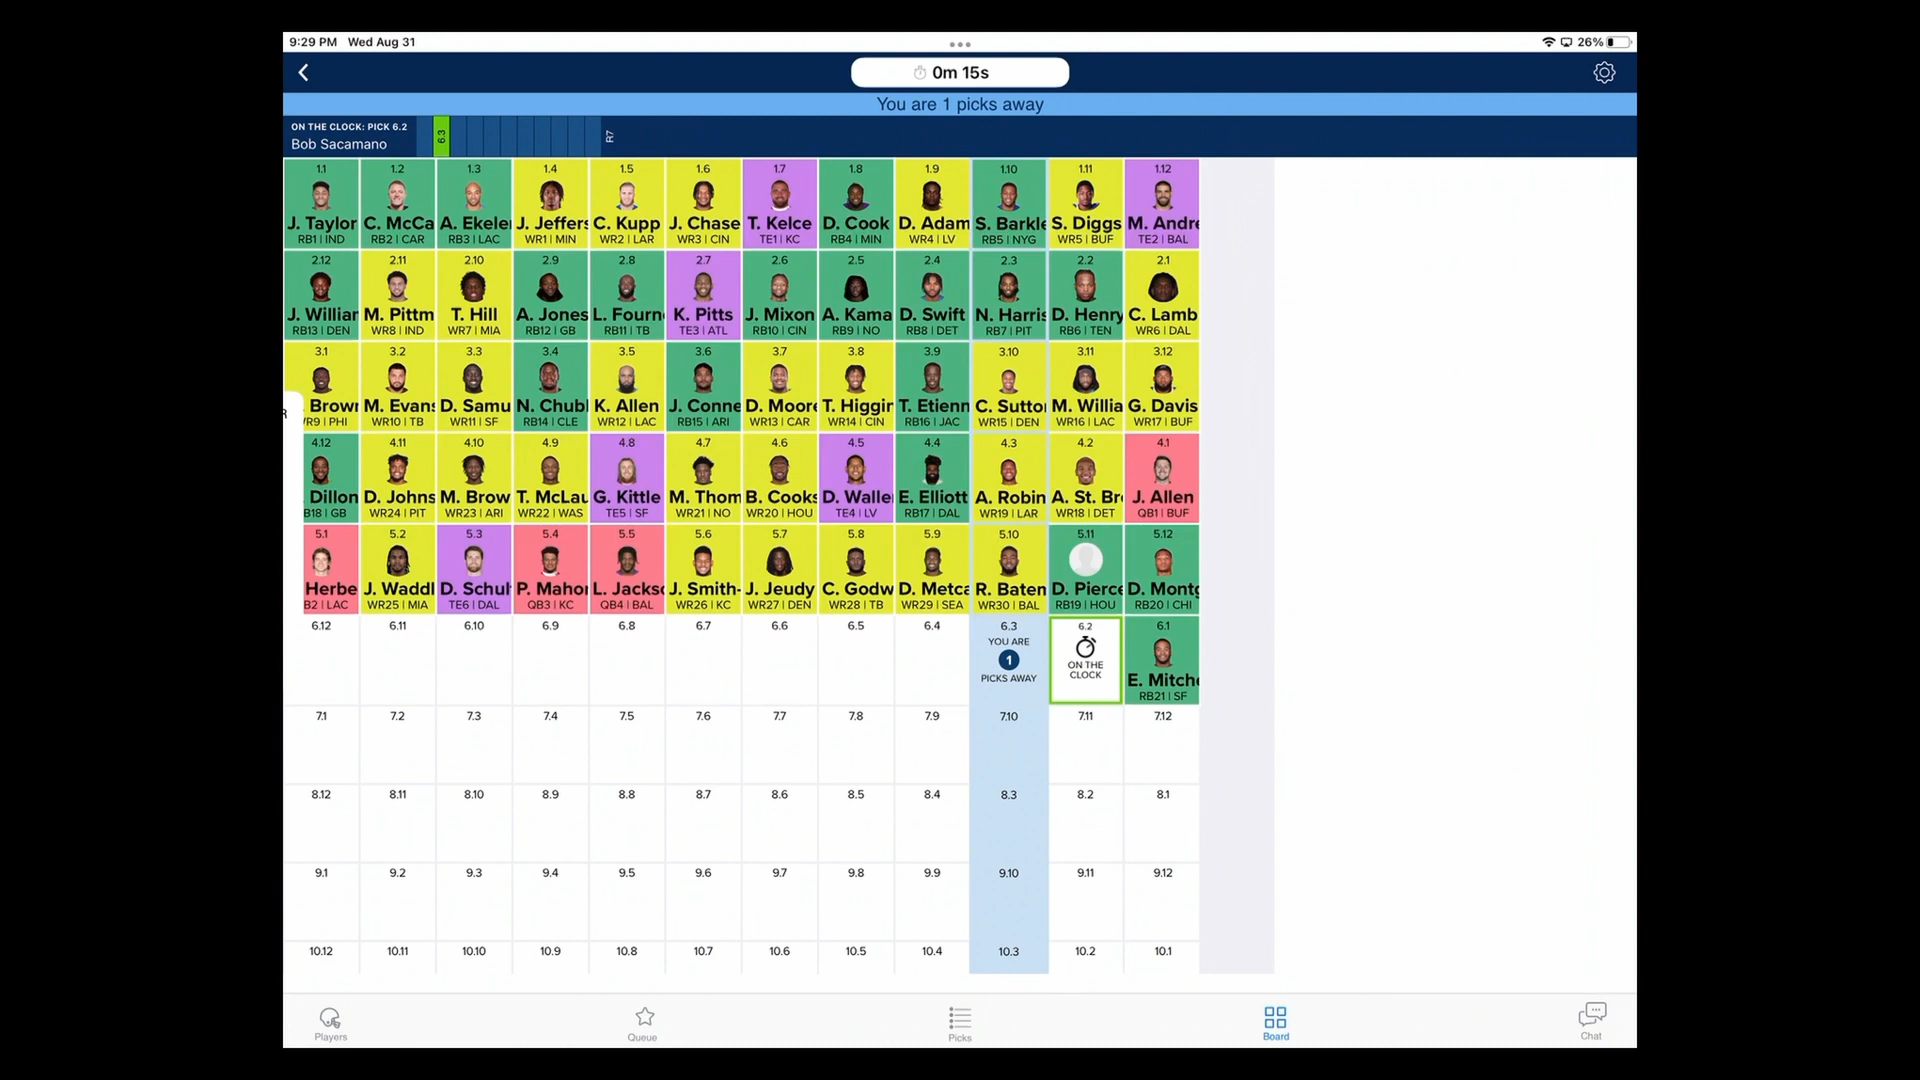 9:29 PM Wed Aug 31
26%
0m 15s
You are 1 picks away
ON THE CLOCK: PICK 6.2
Bob Sacamano
6.3
R7
1.1 1.2 1.3 1.4 1.5 1.6 1.7 1.8 1.9 1.10 1.11 1.12
J. Taylor C. McCa A. Ekele J. Jeffers C. Kupp J. Chase T. Kelce D. Cook D. Adam S. Barkle S. Diggs M. Andre
RB1 | IND RB2 | CAR RB3 | LAC WR1 | MIN WR2 | LAR WR3 | CIN TE1 | KC RB4 | MIN WR4 | LV RB5 | NYG WR5 | BUF TE2 | BAL
2.12 2.11 2.10 2.9 2.8 2.7 2.6 2.5 2.4 2.3 2.2 2.1
J. Williar M. Pittm T. Hill A. Jones L. Fourn K. Pitts J. Mixon A. Kama D. Swift N. Harris D. Henry C. Lamb
RB13 | DEN WR8 | IND WR7 | MIA RB12 | GB RB11 | TB TE3 | ATL RB10 | CIN RB9 | NO RB8 | DET RB7 | PIT RB6 | TEN WR6 | DAL
3.1 3.2 3.3 3.4 3.5 3.6 3.7 3.8 3.9 3.10 3.11 3.12
R
. Brown M. Evans D. Samu N. Chubl K. Allen J. Conne D. Moore T. Higgin T. Etienn C. Sutto M. Willia G. Davis
WR9 | PHI WR10 | TB WR11 | SF RB14 | CLE WR12 | LAC RB15 | ARI WR13 | CAR WR14 | CIN RB16 | JAC WR15 | DEN WR16 | LAC WR17 | BUF
4.12 4.11 4.10 4.9 4.8 4.7 4.6 4.5 4.4 4.3 4.2 4.1
. Dillon D. Johns M. Brow T. McLau G. Kittle M. Thom B. Cooks D. Walle E. Elliott A. Robin A. St. Br J. Allen
B18 | GB WR24 | PIT WR23 | ARI WR22 | WAS TE5 | SF WR21 | NO WR20 | HOU TE4 | LV RB17 | DAL WR19 | LAR WR18 | DET QB1 | BUF
5.1 5.2 5.3 5.4 5.5 5.6 5.7 5.8 5.9 5.10 5.11 5.12
Herbe J. Waddl D. Schul P. Mahor L. Jackso J. Smith- J. Jeudy C. Godw D. Metca R. Baten D. Pierce D. Montg
B2 | LAC WR25 | MIA TE6 | DAL QB3 | KC QB4 | BAL WR26 | KC WR27 | DEN WR28 | TB WR29 | SEA WR30 | BAL RB19 | HOU RB20 | CHI
6.12 6.11 6.10 6.9 6.8 6.7 6.6 6.5 6.4 6.3 6.2 6.1
YOU ARE
1
PICKS AWAY
ON THE
CLOCK
E. Mitche
RB21 | SF
7.1 7.2 7.3 7.4 7.5 7.6 7.7 7.8 7.9 7.10 7.11 7.12
8.12 8.11 8.10 8.9 8.8 8.7 8.6 8.5 8.4 8.3 8.2 8.1
9.1 9.2 9.3 9.4 9.5 9.6 9.7 9.8 9.9 9.10 9.11 9.12
10.12 10.11 10.10 10.9 10.8 10.7 10.6 10.5 10.4 10.3 10.2 10.1
Players Queue Picks Board Chat